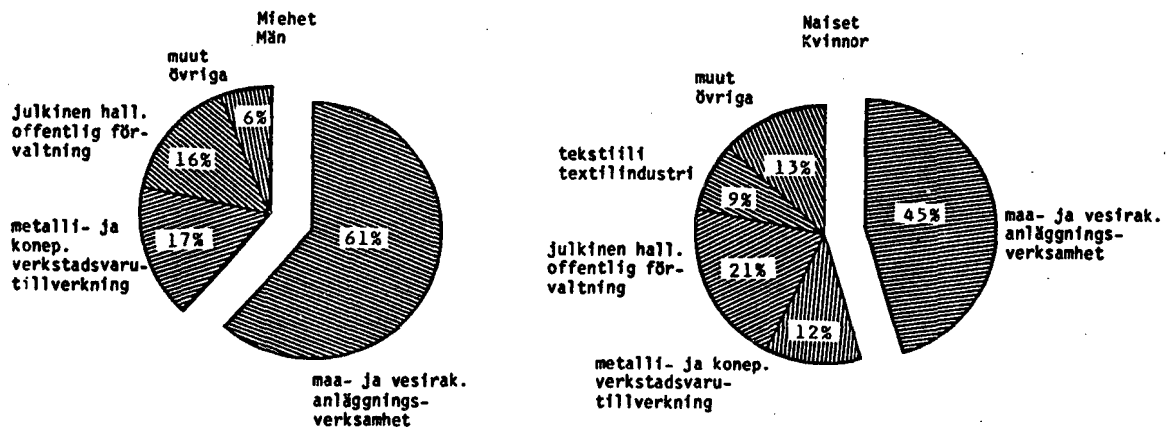 Miehet
Män
muut
övriga
6%
julkinen hall.
offentlig för-
valtning
16%
metalli- ja
konep.
verkstadsvaru-
tillverkning
17%
61%
maa- ja vesirak.
anläggnings-
verksamhet
Naiset
Kvinnor
muut
övriga
13%
tekstiili
textilindustri
9%
45%
maa- ja vesirak.
anläggnings-
verksamhet
julkinen hall.
offentlig för-
valtning
21%
12%
metalli- ja konep.
verkstadsvaru-
tillverkning